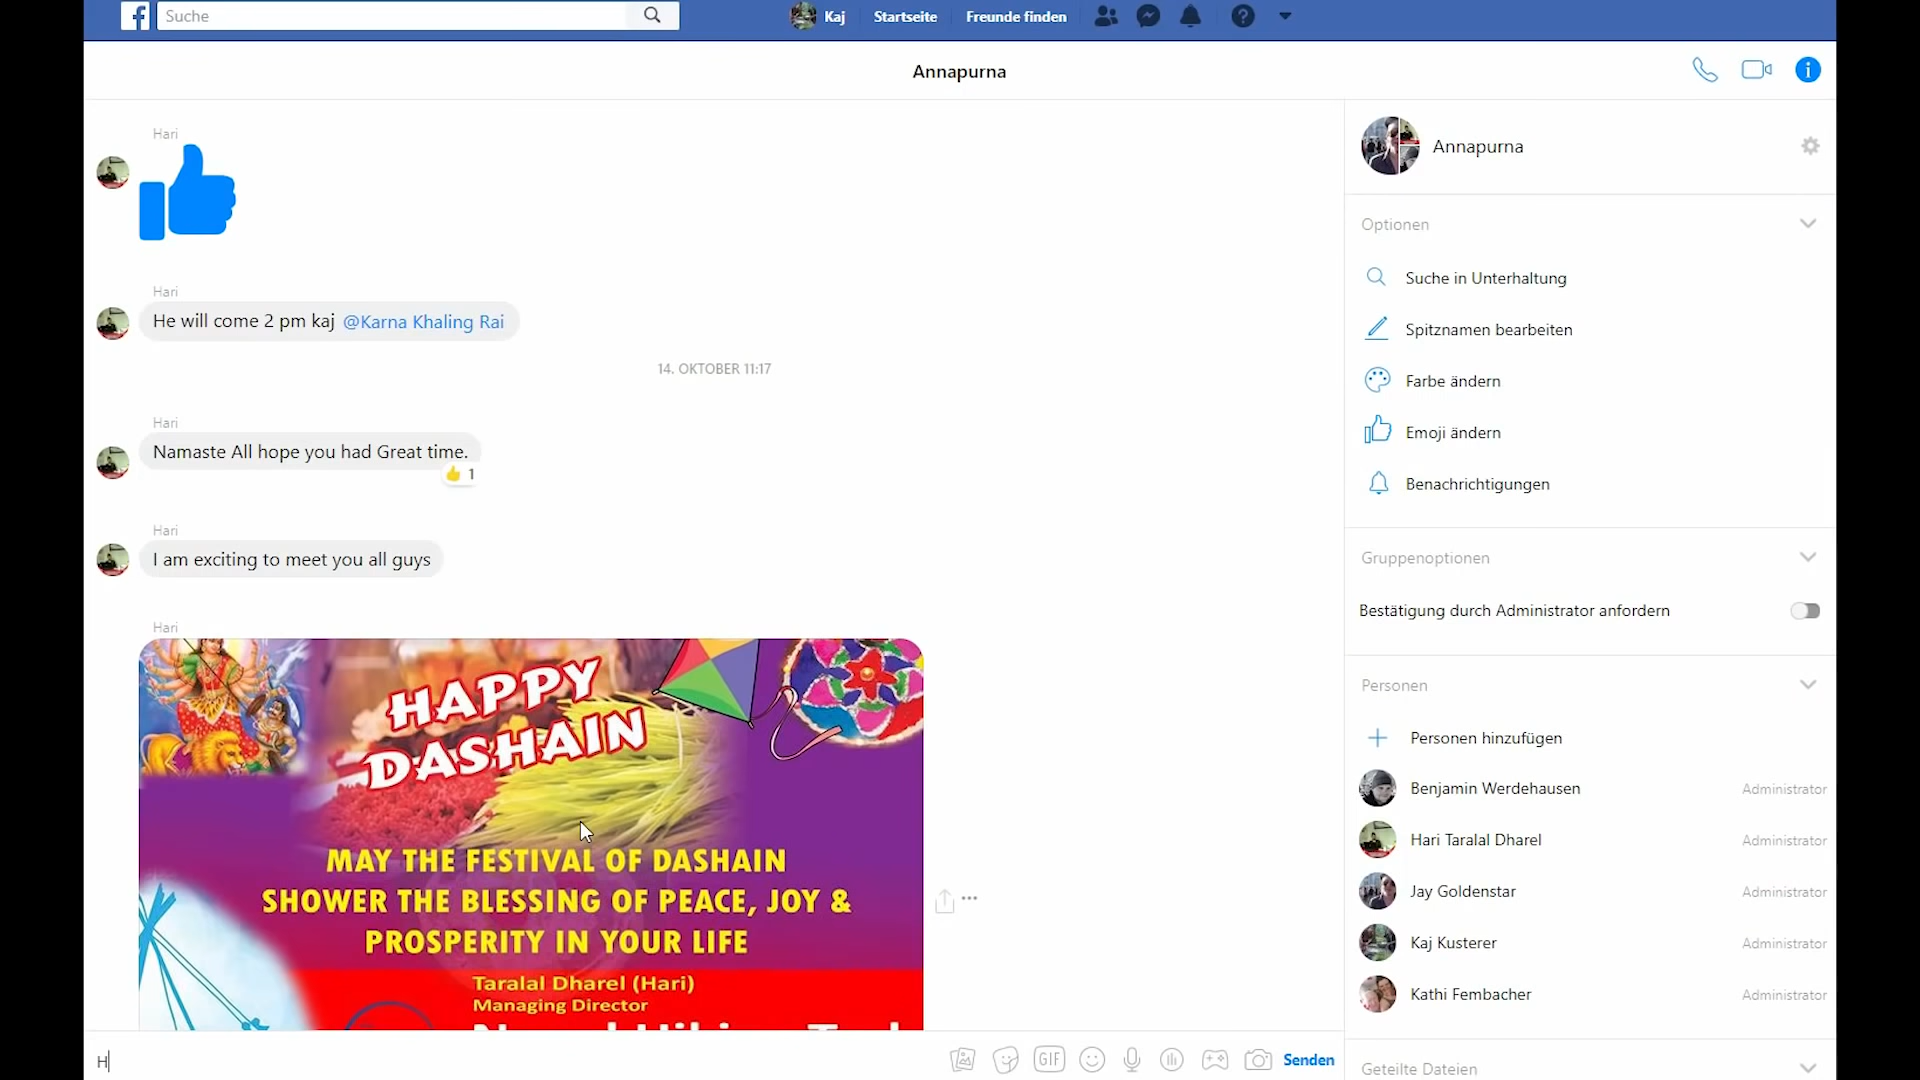 Suche
Kaj
Startseite
Freunde finden
Annapurna
Hari
Hari
He will come 2 pm kaj @Karna Khaling Rai
14. OKTOBER 11:17
Hari
Namaste All hope you had Great time.
1
Hari
I am exciting to meet you all guys
Hari
HAPPY
DASHAIN
MAY THE FESTIVAL OF DASHAIN
SHOWER THE BLESSING OF PEACE, JOY &
PROSPERITY IN YOUR LIFE
Taralal Dharel (Hari)
Managing Director
H
GIF
Senden
Annapurna
Optionen
Suche in Unterhaltung
Spitznamen bearbeiten
Farbe ändern
Emoji ändern
Benachrichtigungen
Gruppenoptionen
Bestätigung durch Administrator anfordern
Personen
Personen hinzufügen
Benjamin Werdehausen Administrator
Hari Taralal Dharel Administrator
Jay Goldenstar Administrator
Kaj Kusterer Administrator
Kathi Fembacher Administrator
Geteilte Dateien